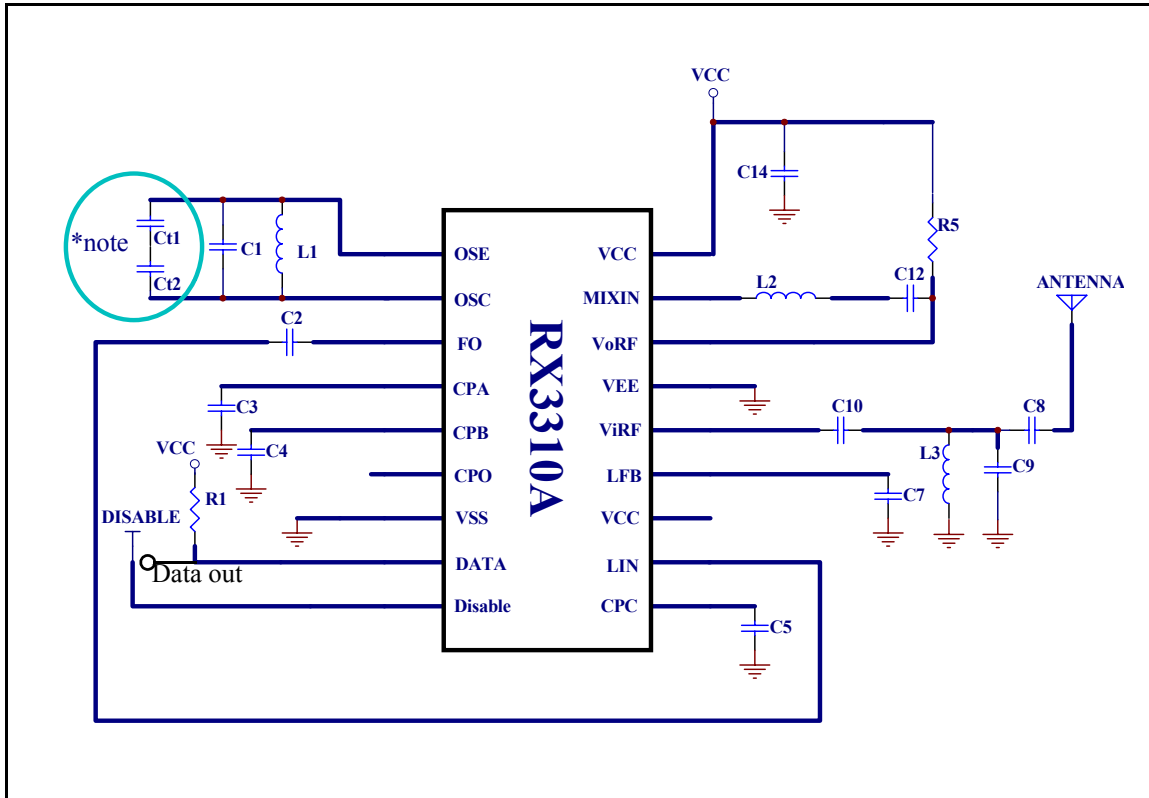 VCC
C14
R5
*note
Ct1
Ct2
C1
L1
OSE
OSC
FO
CPA
CPB
CPO
VSS
DATA
Disable
RX3310A
VCC
MIXIN
VoRF
VEE
ViRF
LFB
VCC
LIN
CPC
L2
C12
ANTENNA
C2
C3
C4
VCC
R1
DISABLE
Data out
C10
C8
L3
C9
C7
C5